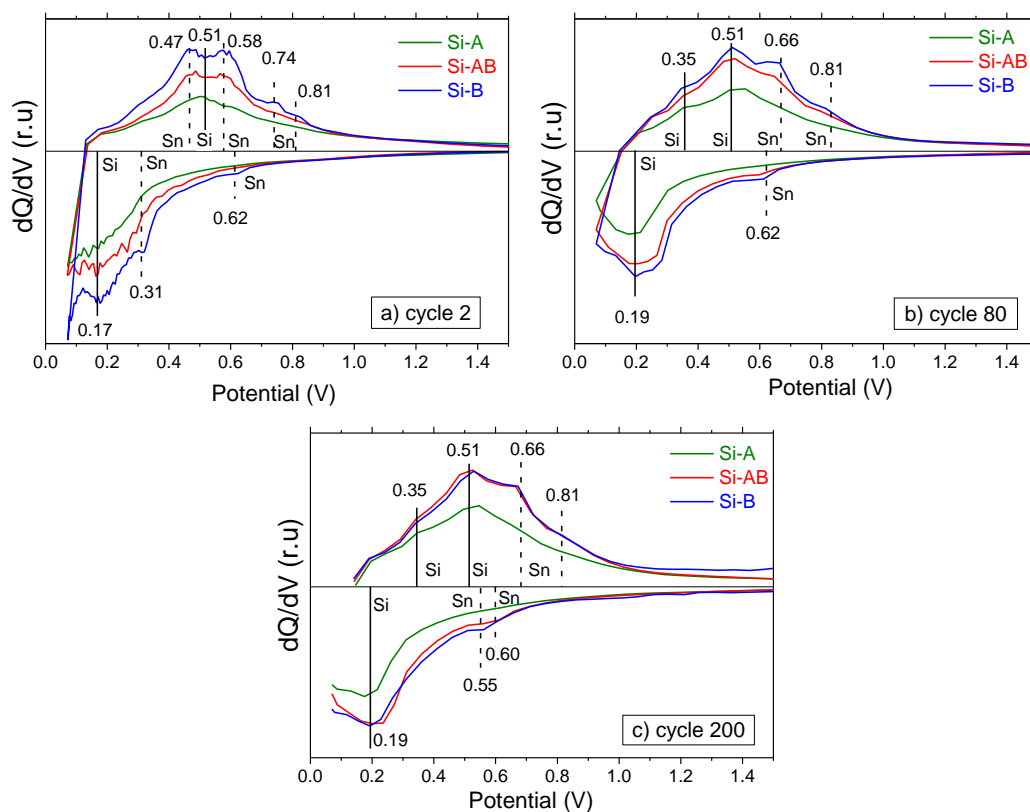 0.47 0.51 0.58 0.74 0.81
Si-A
Si-AB
Si-B
Sn Si Sn Sn
Si Sn Sn
0.62
0.31
0.17
a) cycle 2
dQ/dV (r.u)
0.0 0.2 0.4 0.6 0.8 1.0 1.2 1.4
Potential (V)
0.35 0.51 0.66 0.81
Si-A
Si-AB
Si-B
Si Si Sn Sn
Si Sn
0.62
0.19
b) cycle 80
dQ/dV (r.u)
0.0 0.2 0.4 0.6 0.8 1.0 1.2 1.4
Potential (V)
0.35 0.51 0.66 0.81
Si-A
Si-AB
Si-B
Si Si Sn
Si Sn Sn
0.60
0.55
0.19
c) cycle 200
dQ/dV (r.u)
0.0 0.2 0.4 0.6 0.8 1.0 1.2 1.4
Potential (V)